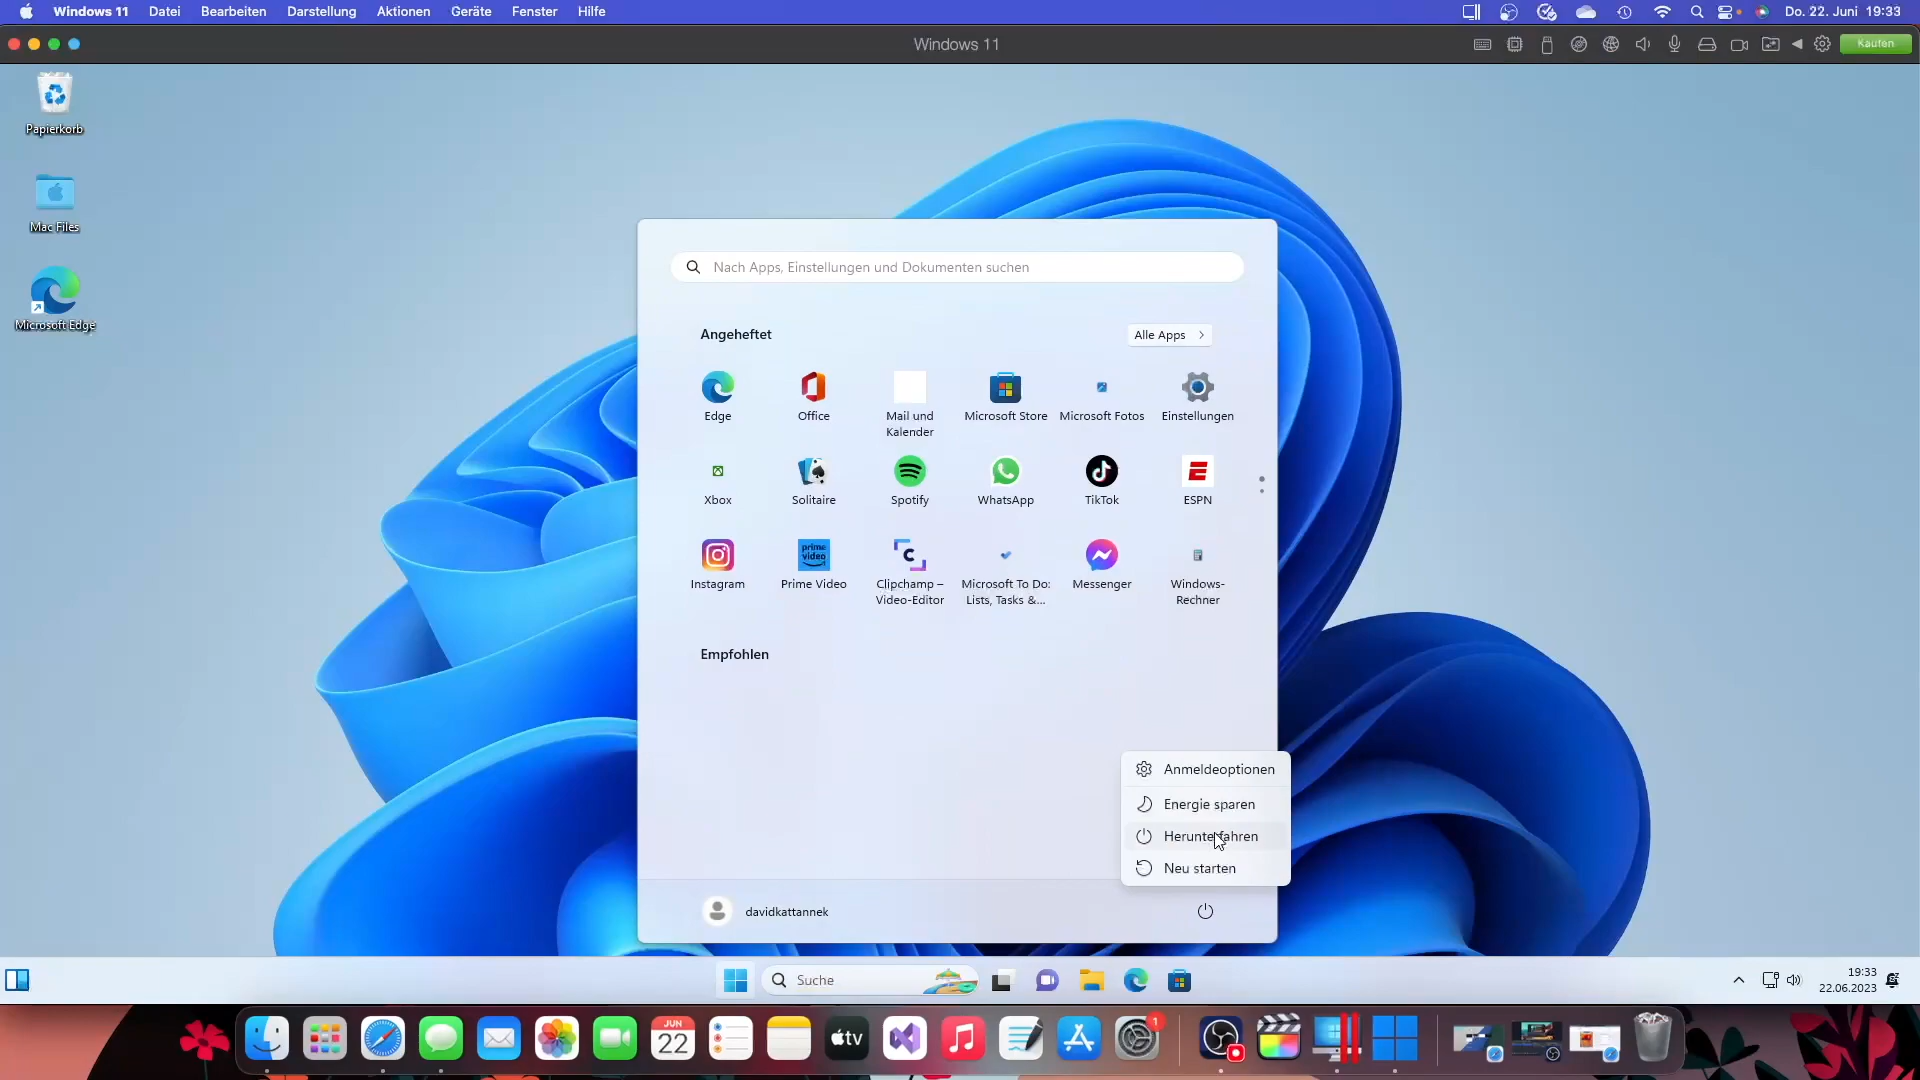 Windows 11 Datei Bearbeiten Darstellung Aktionen Geräte Fenster Hilfe
Do. 22. Juni 19:33
Windows 11
Kaufen
Papierkorb
Mac Files
Microsoft Edge
Nach Apps, Einstellungen und Dokumenten suchen
Angeheftet
Alle Apps
Edge
Office
Mail und
Kalender
Microsoft Store
Microsoft Fotos
Einstellungen
Xbox
Solitaire
Spotify
WhatsApp
TikTok
ESPN
Instagram
prime
video
Prime Video
Clipchamp –
Video-Editor
Microsoft To Do:
Lists, Tasks &...
Messenger
Windows-
Rechner
Empfohlen
Anmeldeoptionen
Energie sparen
Herunterfahren
Neu starten
davidkattannek
Suche
19:33
22.06.2023
JUN
22
tv
1